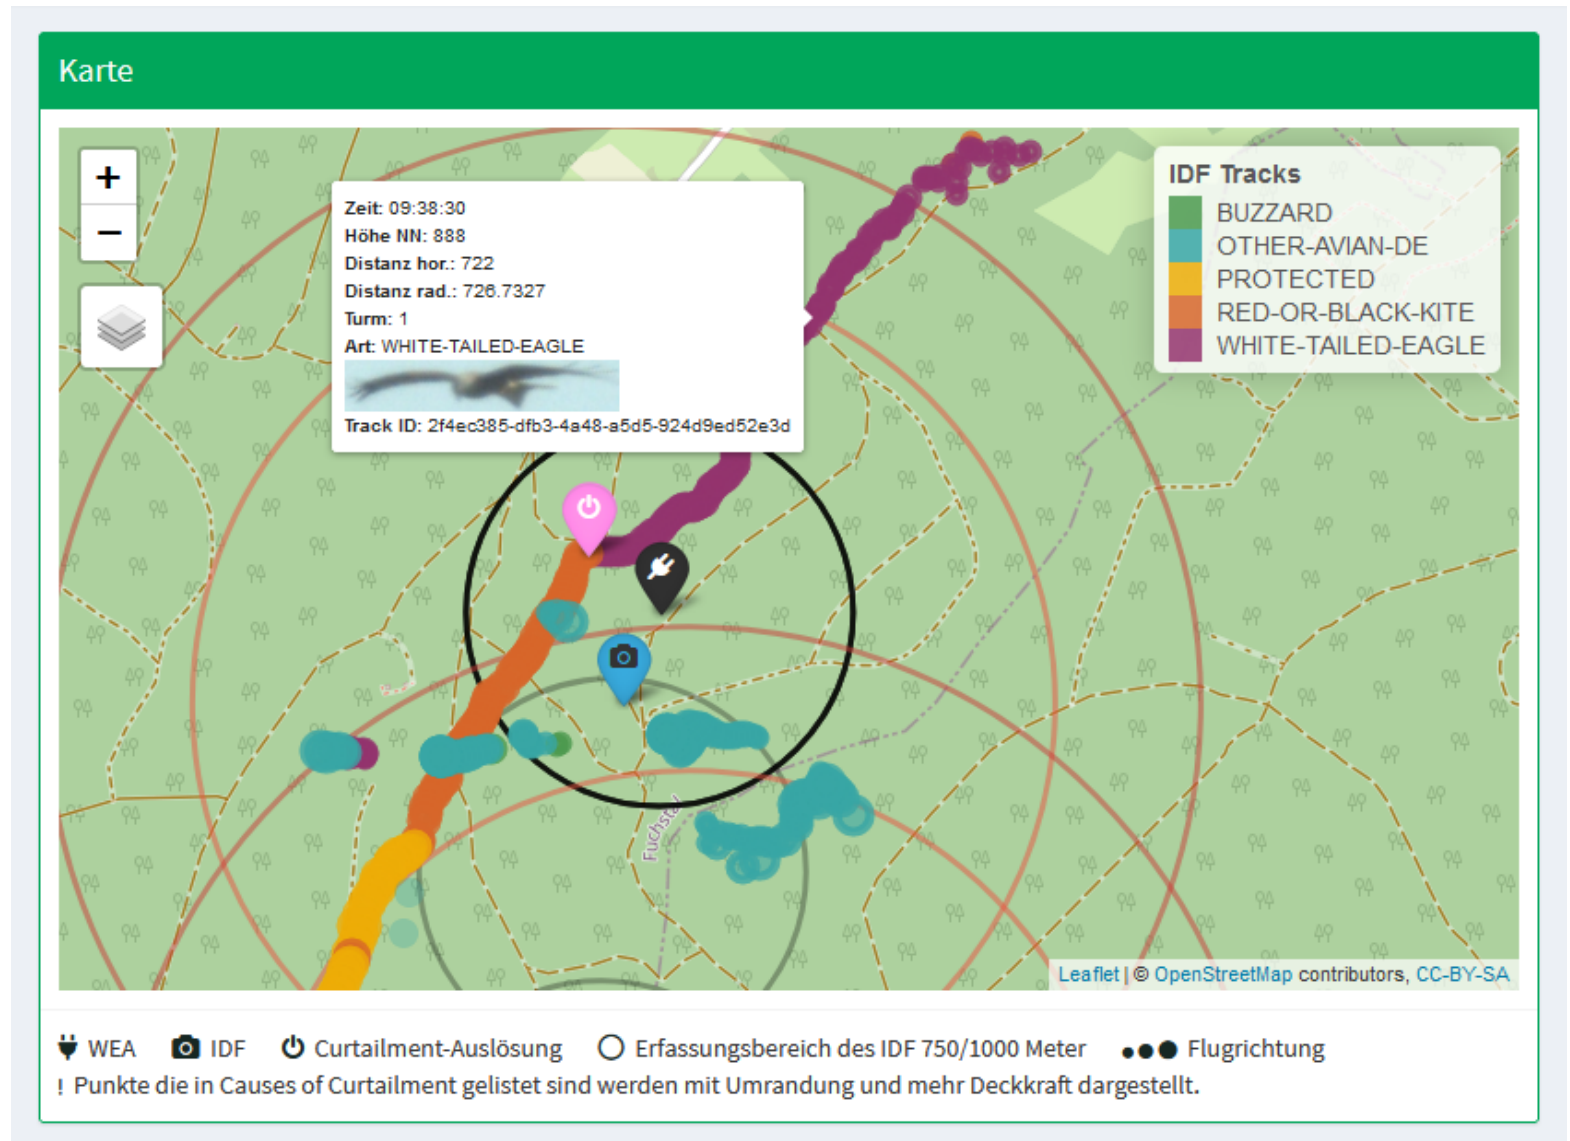 Karte
+
−
Zeit: 09:38:30
Höhe NN: 888
Distanz hor.: 722
Distanz rad.: 726.7327
Turm: 1
Art: WHITE-TAILED-EAGLE
Track ID: 2f4ec385-dfb3-4a48-a5d5-924d9ed52e3d
IDF Tracks
BUZZARD
OTHER-AVIAN-DE
PROTECTED
RED-OR-BLACK-KITE
WHITE-TAILED-EAGLE
Leaflet | © OpenStreetMap contributors, CC-BY-SA
WEA IDF Curtailment-Auslösung Erfassungsbereich des IDF 750/1000 Meter Flugrichtung
! Punkte die in Causes of Curtailment gelistet sind werden mit Umrandung und mehr Deckkraft dargestellt.